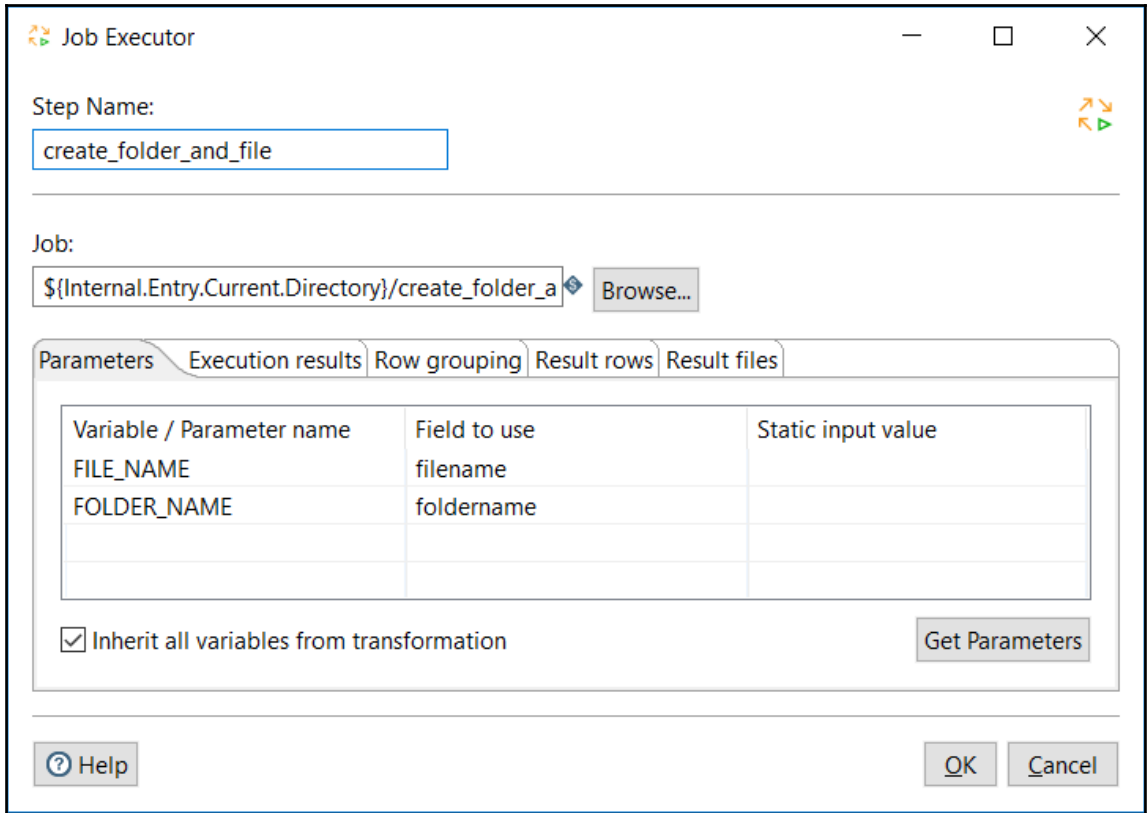 Job Executor
Step Name:
create_folder_and_file
Job:
${Internal.Entry.Current.Directory}/create_folder_a
Browse...
Parameters Execution results Row grouping Result rows Result files
Variable / Parameter name Field to use Static input value
FILE_NAME filename
FOLDER_NAME foldername
Inherit all variables from transformation Get Parameters
Help OK Cancel